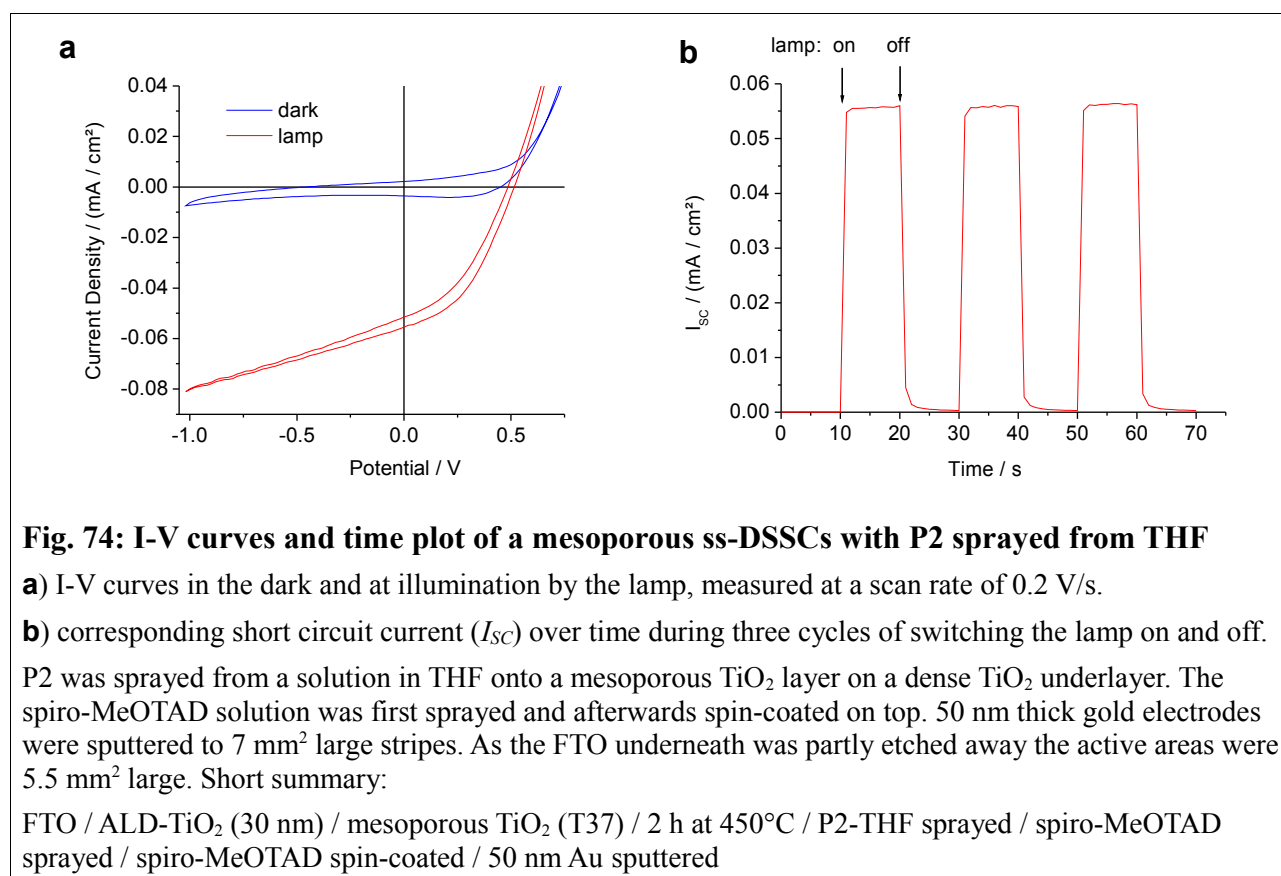 a
0.04
0.02
0.00
-0.02
-0.04
-0.06
-0.08
Current Density / (mA / cm²)
dark
lamp
-1.0 -0.5 0.0 0.5
Potential / V
b
lamp: on off
0.06
0.05
0.04
0.03
0.02
0.01
0.00
I_SC / (mA / cm²)
0 10 20 30 40 50 60 70
Time / s
Fig. 74: I-V curves and time plot of a mesoporous ss-DSSCs with P2 sprayed from THF
a) I-V curves in the dark and at illumination by the lamp, measured at a scan rate of 0.2 V/s.
b) corresponding short circuit current (I_SC) over time during three cycles of switching the lamp on and off.
P2 was sprayed from a solution in THF onto a mesoporous TiO₂ layer on a dense TiO₂ underlayer. The
spiro-MeOTAD solution was first sprayed and afterwards spin-coated on top. 50 nm thick gold electrodes
were sputtered to 7 mm² large stripes. As the FTO underneath was partly etched away the active areas were
5.5 mm² large. Short summary:
FTO / ALD-TiO₂ (30 nm) / mesoporous TiO₂ (T37) / 2 h at 450°C / P2-THF sprayed / spiro-MeOTAD
sprayed / spiro-MeOTAD spin-coated / 50 nm Au sputtered